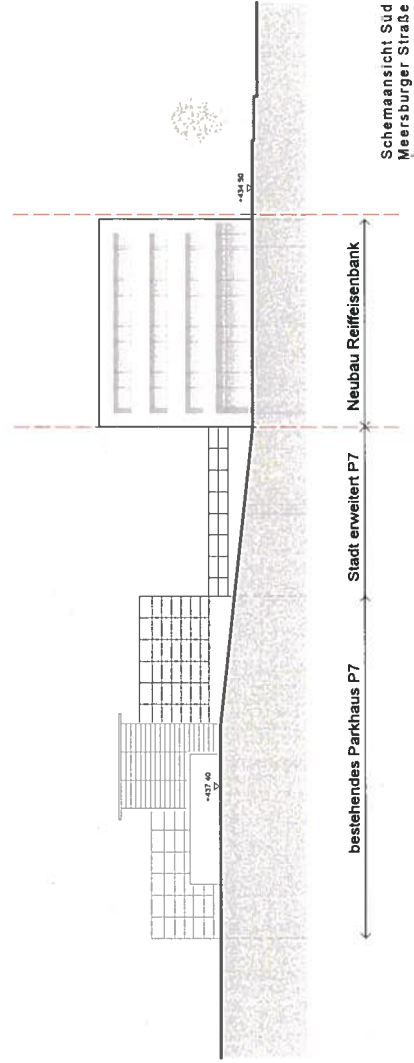 +437 40
+434 50
bestehendes Parkhaus P7
Stadt erweitert P7
Neubau Reiffeisenbank
Schemaansicht Süd
Meersburger Straße